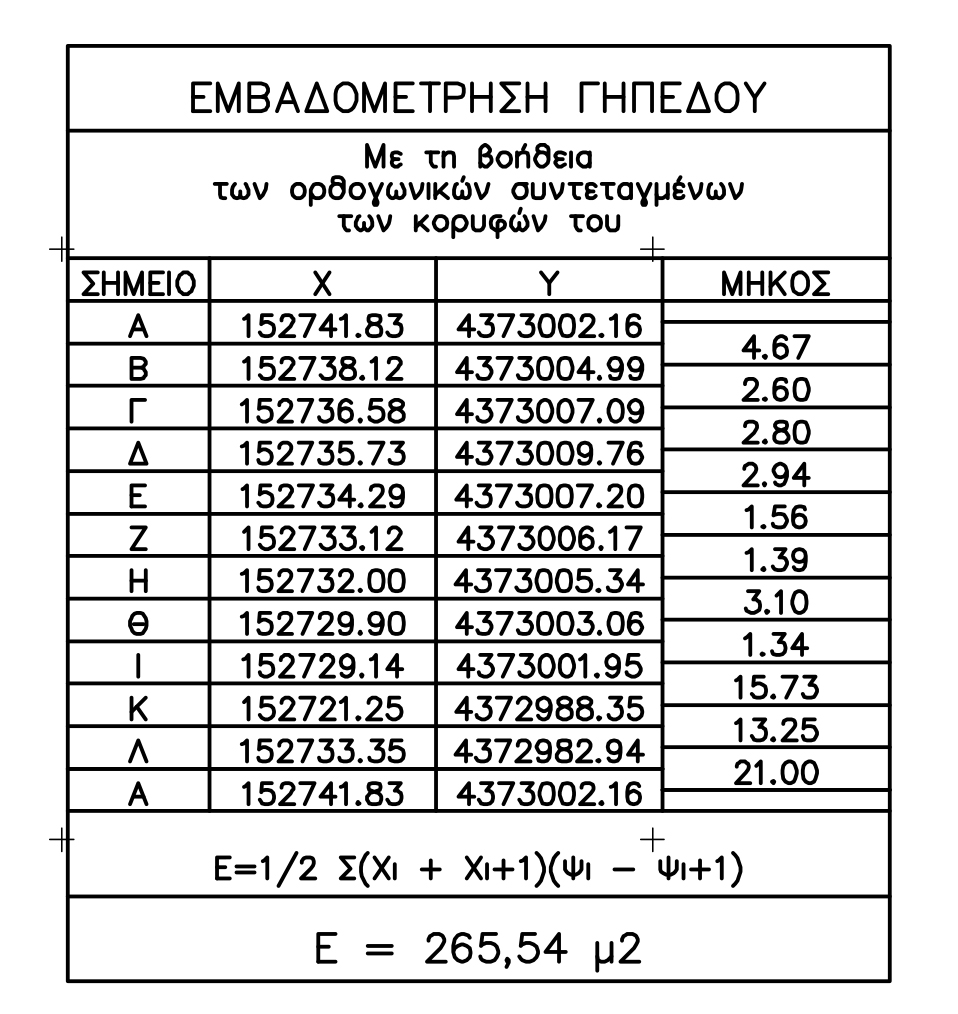 ΕΜΒΑΔΟΜΕΤΡΗΣΗ ΓΗΠΕΔΟΥ
Με τη βοήθεια
των ορθογωνικών συντεταγμένων
των κορυφών του
ΣΗΜΕΙΟ Χ Υ ΜΗΚΟΣ
Α 152741.83 4373002.16
4.67
Β 152738.12 4373004.99
2.60
Γ 152736.58 4373007.09
2.80
Δ 152735.73 4373009.76
2.94
Ε 152734.29 4373007.20
1.56
Ζ 152733.12 4373006.17
1.39
Η 152732.00 4373005.34
3.10
Θ 152729.90 4373003.06
1.34
Ι 152729.14 4373001.95
15.73
Κ 152721.25 4372988.35
13.25
Λ 152733.35 4372982.94
21.00
Α 152741.83 4373002.16
Ε=1/2 Σ(Χι + Χι+1)(ψι − ψι+1)
Ε = 265,54 μ2